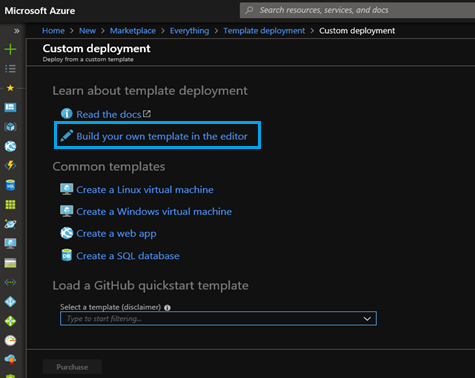 Microsoft Azure
Search resources, services, and docs
Home > New > Marketplace > Everything > Template deployment > Custom deployment
Custom deployment
Deploy from a custom template
Learn about template deployment
Read the docs
Build your own template in the editor
Common templates
Create a Linux virtual machine
Create a Windows virtual machine
Create a web app
Create a SQL database
Load a GitHub quickstart template
Select a template (disclaimer)
Type to start filtering...
Purchase